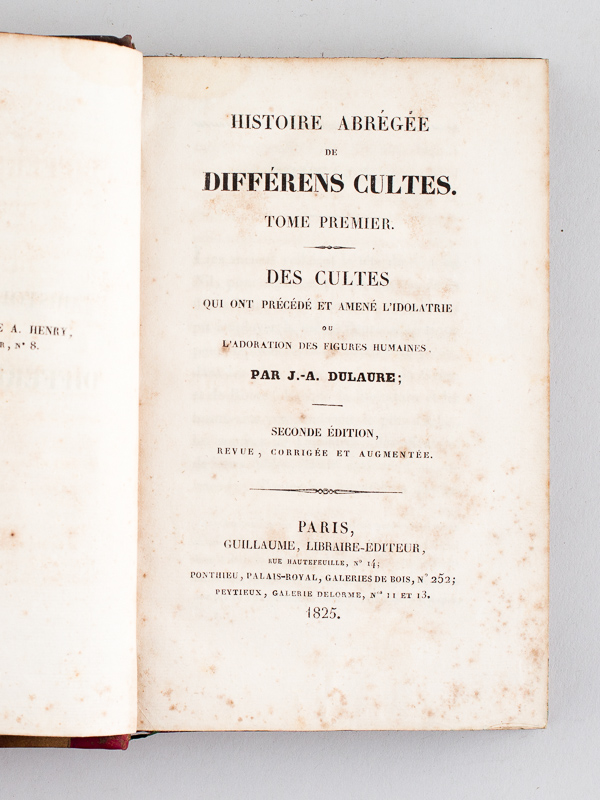 E A. HENRY,
R, N° 8.
HISTOIRE ABRÉGÉE
DE
DIFFÉRENS CULTES.
TOME PREMIER.
DES CULTES
QUI ONT PRÉCÉDÉ ET AMENÉ L'IDOLATRIE
OU
L'ADORATION DES FIGURES HUMAINES.
PAR J.-A. DULAURE;
SECONDE ÉDITION,
REVUE, CORRIGÉE ET AUGMENTÉE.
PARIS,
GUILLAUME, LIBRAIRE-EDITEUR,
RUE HAUTEFEUILLE, N° 14;
PONTHIEU, PALAIS-ROYAL, GALERIES DE BOIS, N° 252;
PEYTIEUX, GALERIE DELORME, Nos 11 ET 13.
1825.